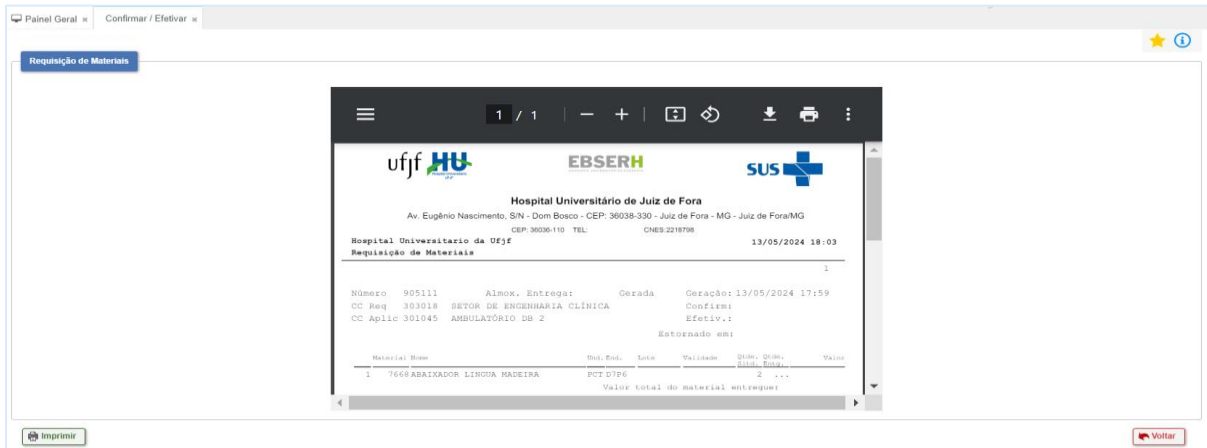 Painel Geral × Confirmar / Efetivar ×
Requisição de Materiais
1 / 1
ufjf HU EBSERH SUS
Hospital Universitário de Juiz de Fora
Av. Eugênio Nascimento, S/N - Dom Bosco - CEP: 36038-330 - Juiz de Fora - MG - Juiz de Fora/MG
CEP: 36036-110 TEL: CNES:2218798
Hospital Universitario da Ufjf 13/05/2024 18:03
Requisição de Materiais
1
Número 905111 Almox. Entrega: Gerada Geração: 13/05/2024 17:59
CC Req 303018 SETOR DE ENGENHARIA CLÍNICA Confirm:
CC Aplic 301045 AMBULATÓRIO DB 2 Efetiv.:
Estornado em:
Material Nome Und. End. Lote Validade Qtde. Qtde. Valor
Sltd. Entg.
1 7668 ABAIXADOR LINGUA MADEIRA PCT D7P6 2 ...
Valor total do material entregue:
Imprimir Voltar